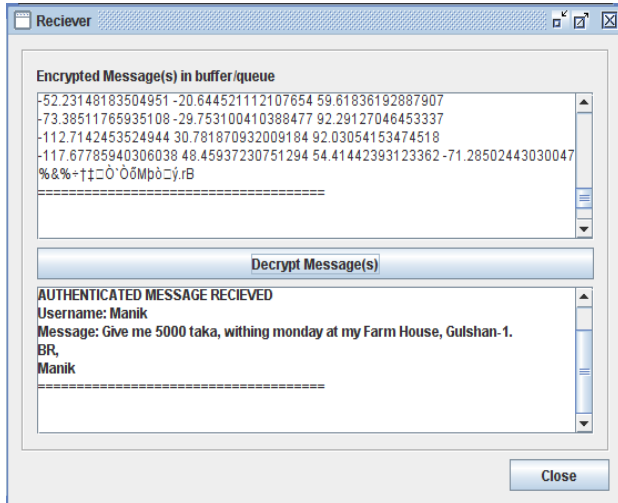 Reciever
Encrypted Message(s) in buffer/queue
-52.23148183504951 -20.644521112107654 59.61836192887907
-73.38511765935108 -29.753100410388477 92.29127046453337
-112.7142453524944 30.781870932009184 92.03054153474518
-117.67785940306038 48.45937230751294 54.41442393123362 -71.28502443030047
%&%÷†‡□Ò`ÒőMþò□ý.rB
=====================================
Decrypt Message(s)
AUTHENTICATED MESSAGE RECIEVED
Username: Manik
Message: Give me 5000 taka, withing monday at my Farm House, Gulshan-1.
BR,
Manik
=====================================
Close